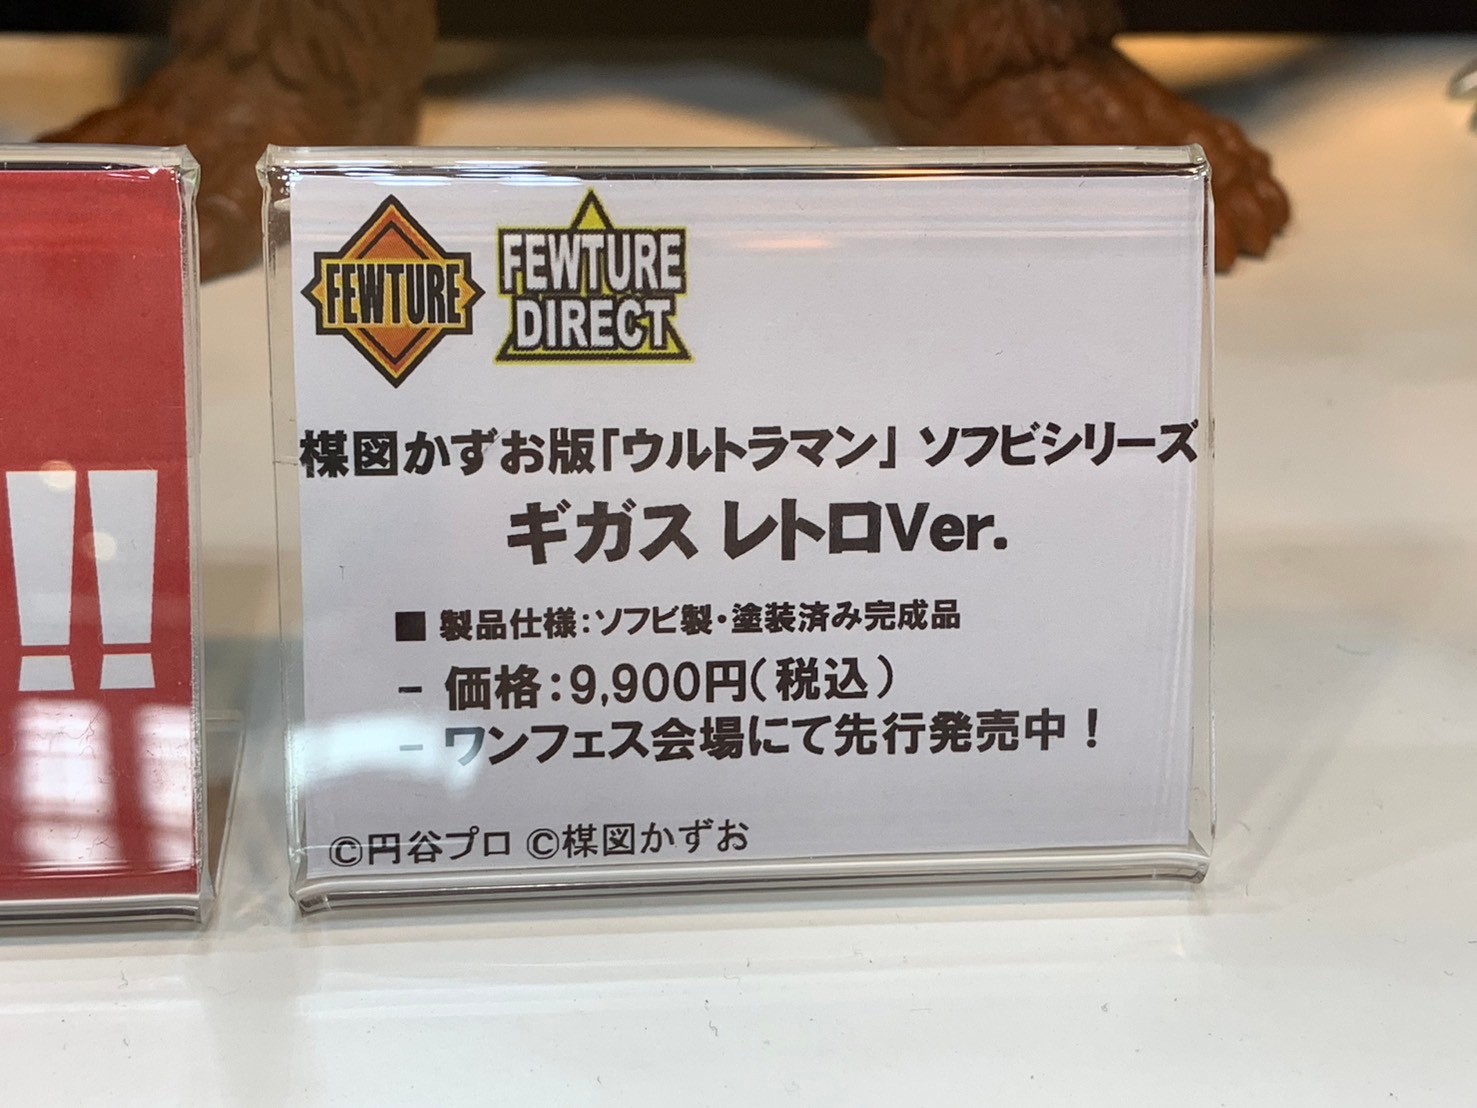 FEWTURE
FEWTURE
DIRECT
楳図かずお版「ウルトラマン」 ソフビシリーズ
ギガス レトロVer.
■ 製品仕様：ソフビ製・塗装済み完成品
- 価格：9,900円（税込）
- ワンフェス会場にて先行発売中！
©円谷プロ ©楳図かずお
!!